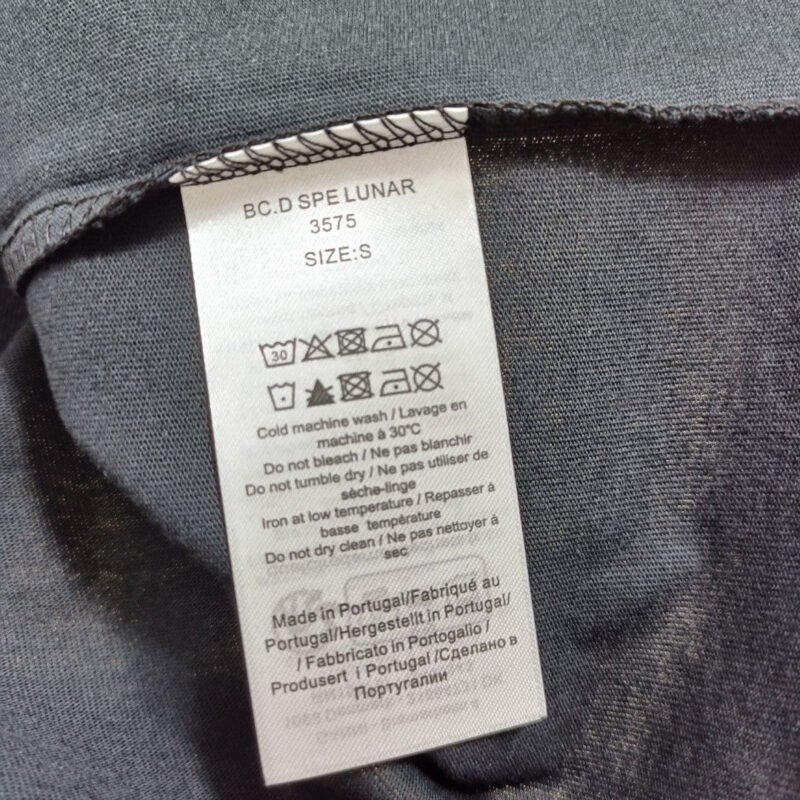 BC.D SPE LUNAR
3575
SIZE:S
30
Cold machine wash / Lavage en
machine à 30°C
Do not bleach / Ne pas blanchir
Do not tumble dry / Ne pas utiliser de
sèche-linge
Iron at low temperature / Repasser à
basse température
Do not dry clean / Ne pas nettoyer à
sec
Made in Portugal/Fabriqué au
Portugal/Hergestellt in Portugal/
/ Fabbricato in Portogallo /
Produsert i Portugal /Сделано в
Португалии